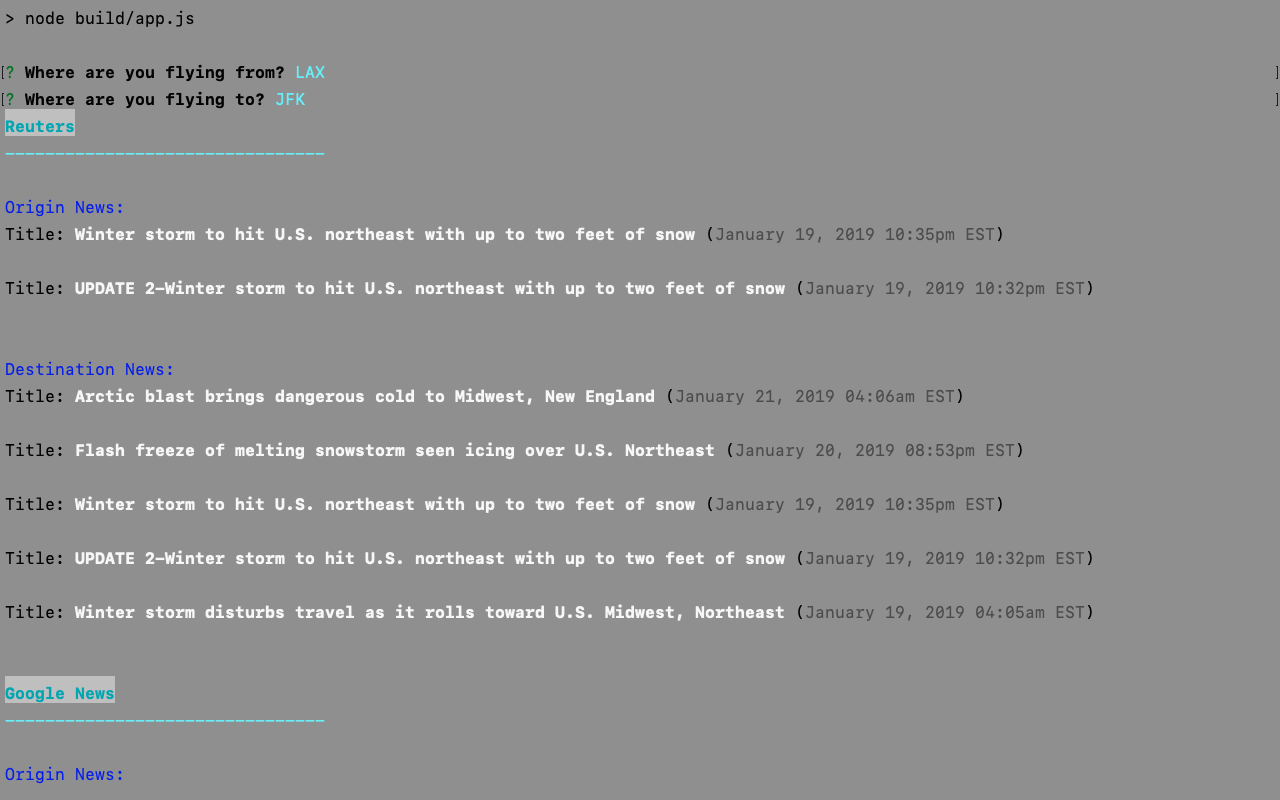 > node build/app.js
[? Where are you flying from? LAX ]
[? Where are you flying to? JFK ]
Reuters
--------------------------------
Origin News:
Title: Winter storm to hit U.S. northeast with up to two feet of snow (January 19, 2019 10:35pm EST)
Title: UPDATE 2-Winter storm to hit U.S. northeast with up to two feet of snow (January 19, 2019 10:32pm EST)
Destination News:
Title: Arctic blast brings dangerous cold to Midwest, New England (January 21, 2019 04:06am EST)
Title: Flash freeze of melting snowstorm seen icing over U.S. Northeast (January 20, 2019 08:53pm EST)
Title: Winter storm to hit U.S. northeast with up to two feet of snow (January 19, 2019 10:35pm EST)
Title: UPDATE 2-Winter storm to hit U.S. northeast with up to two feet of snow (January 19, 2019 10:32pm EST)
Title: Winter storm disturbs travel as it rolls toward U.S. Midwest, Northeast (January 19, 2019 04:05am EST)
Google News
--------------------------------
Origin News: